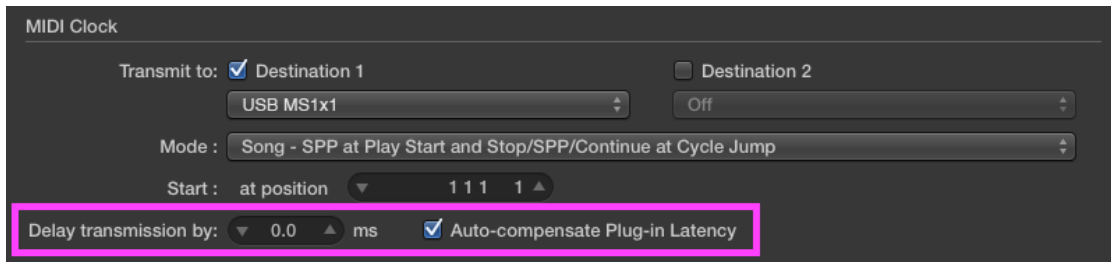 MIDI Clock
Transmit to: Destination 1 Destination 2
USB MS1x1 Off
Mode : Song - SPP at Play Start and Stop/SPP/Continue at Cycle Jump
Start : at position 1 1 1 1
Delay transmission by: 0.0 ms Auto-compensate Plug-in Latency